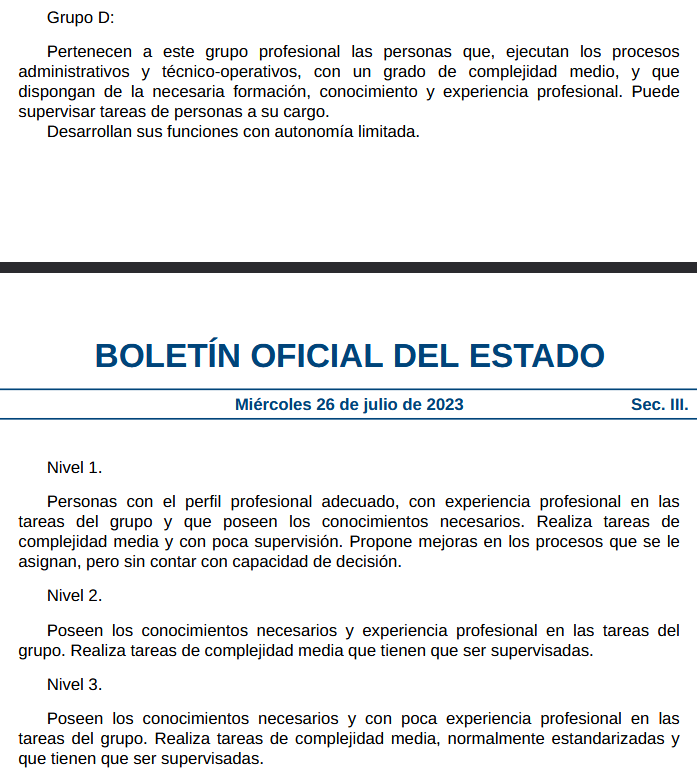 Grupo D:
Pertenecen a este grupo profesional las personas que, ejecutan los procesos
administrativos y técnico-operativos, con un grado de complejidad medio, y que
dispongan de la necesaria formación, conocimiento y experiencia profesional. Puede
supervisar tareas de personas a su cargo.
Desarrollan sus funciones con autonomía limitada.
BOLETÍN OFICIAL DEL ESTADO
Miércoles 26 de julio de 2023 Sec. III.
Nivel 1.
Personas con el perfil profesional adecuado, con experiencia profesional en las
tareas del grupo y que poseen los conocimientos necesarios. Realiza tareas de
complejidad media y con poca supervisión. Propone mejoras en los procesos que se le
asignan, pero sin contar con capacidad de decisión.
Nivel 2.
Poseen los conocimientos necesarios y experiencia profesional en las tareas del
grupo. Realiza tareas de complejidad media que tienen que ser supervisadas.
Nivel 3.
Poseen los conocimientos necesarios y con poca experiencia profesional en las
tareas del grupo. Realiza tareas de complejidad media, normalmente estandarizadas y
que tienen que ser supervisadas.